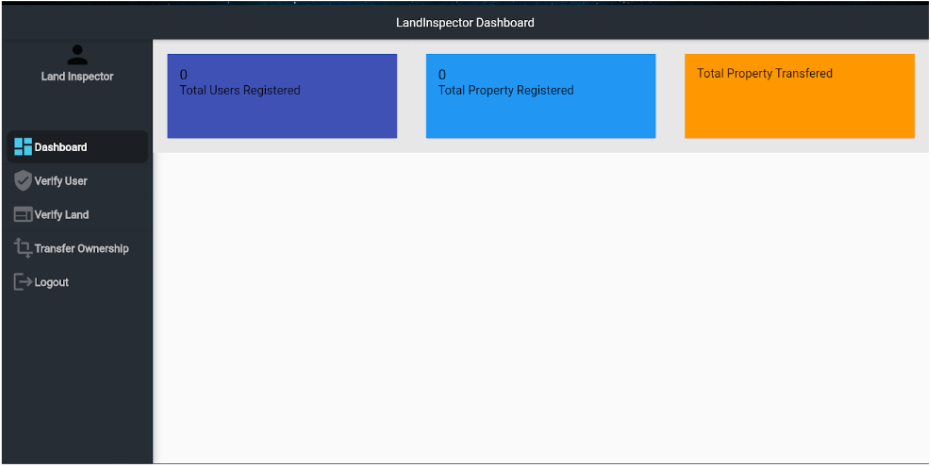 LandInspector Dashboard
Land Inspector
Dashboard
Verify User
Verify Land
Transfer Ownership
Logout
0
Total Users Registered
0
Total Property Registered
Total Property Transfered